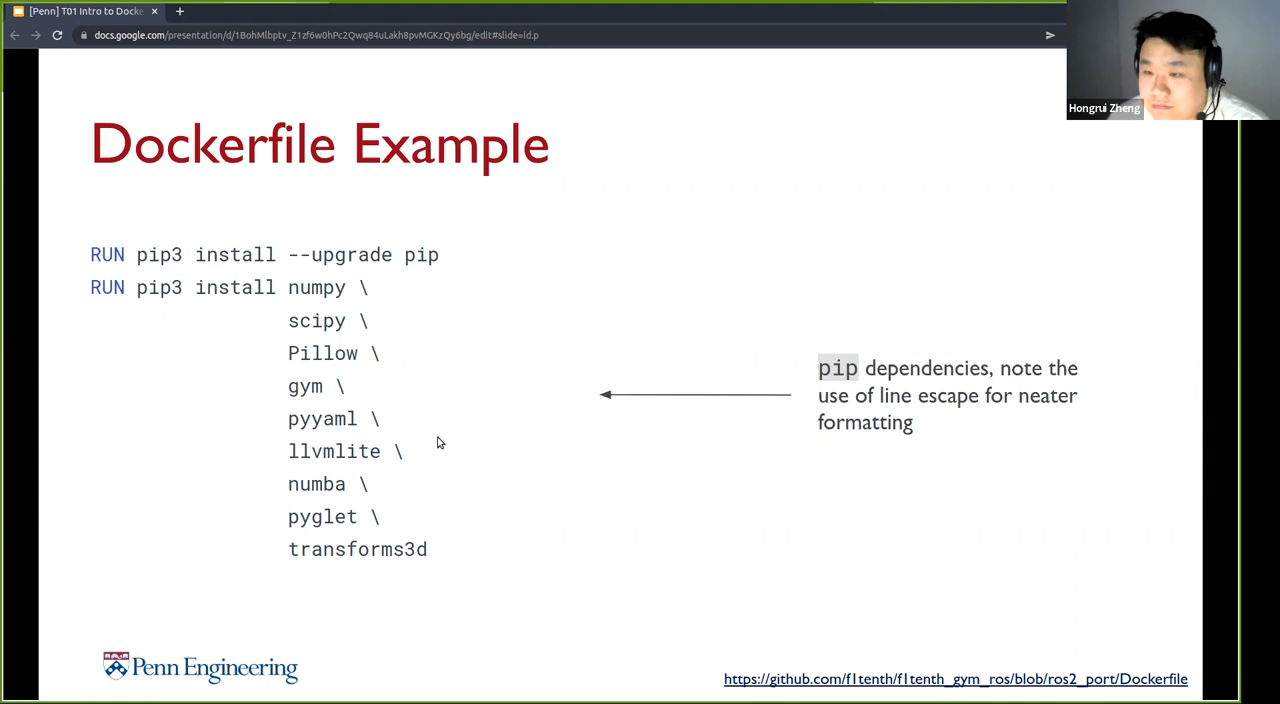 [Penn] T01 Intro to Docke
docs.google.com/presentation/d/1BohMlbptv_Z1zf6w0hPc2Qwq84uLakh8pvMGKzQy6bg/edit#slide=id.p
Hongrui Zheng
Dockerfile Example
RUN pip3 install --upgrade pip
RUN pip3 install numpy \
scipy \
Pillow \
gym \
pyyaml \
llvmlite \
numba \
pyglet \
transforms3d
pip dependencies, note the
use of line escape for neater
formatting
Penn Engineering
https://github.com/f1tenth/f1tenth_gym_ros/blob/ros2_port/Dockerfile